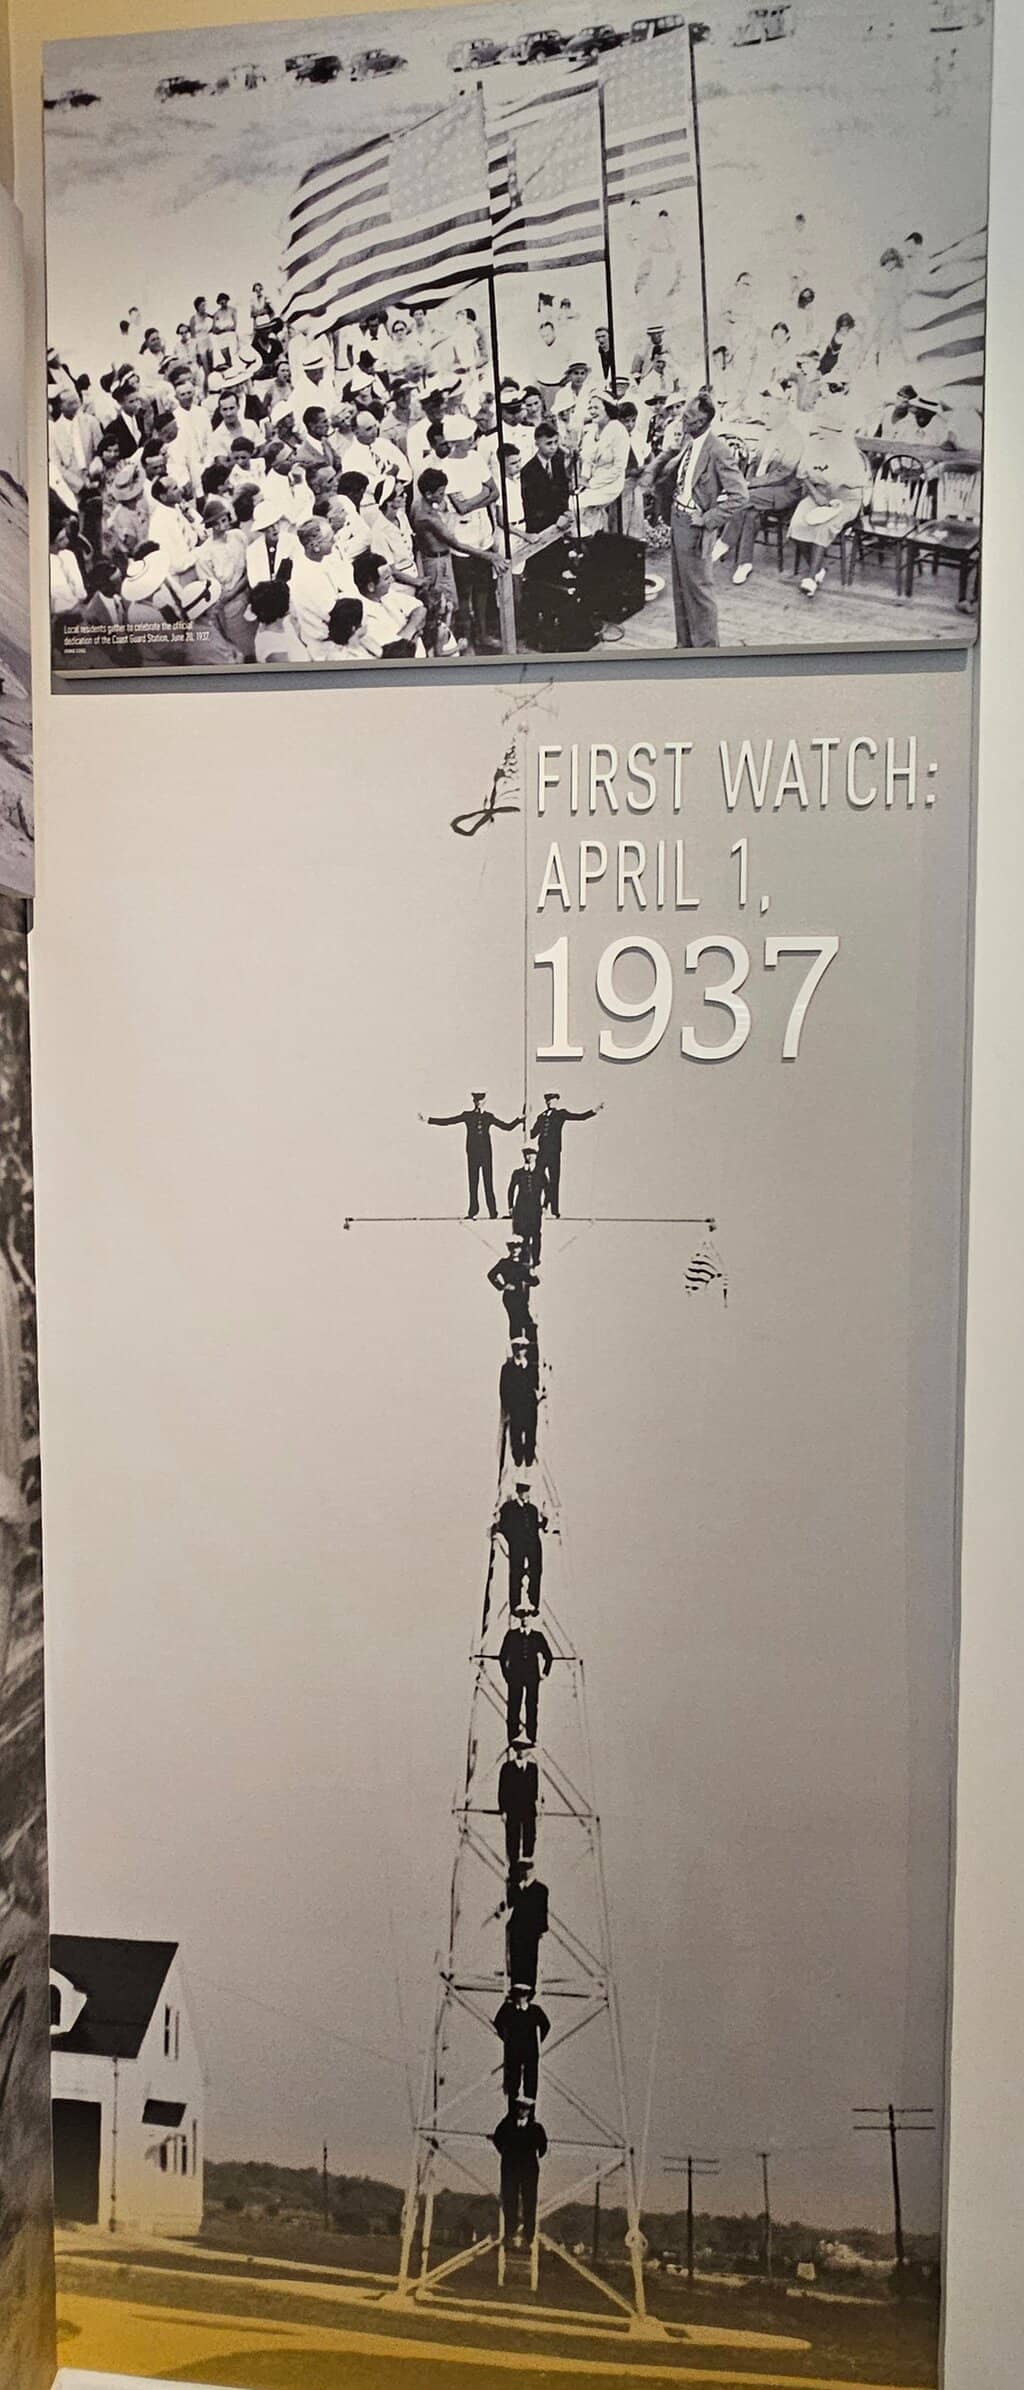 Local residents gather to celebrate the official
dedication of the Coast Guard Station, June 20, 1937.
FIRST WATCH:
APRIL 1,
1937